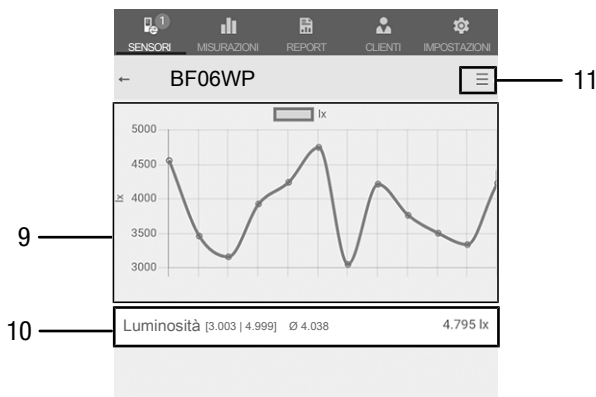 1
SENSORI MISURAZIONI REPORT CLIENTI IMPOSTAZIONI
← BF06WP ☰ 11
lx
5000
4500
4000
3500
3000
lx
9
10 Luminosità [3.003 | 4.999] Ø 4.038 4.795 lx